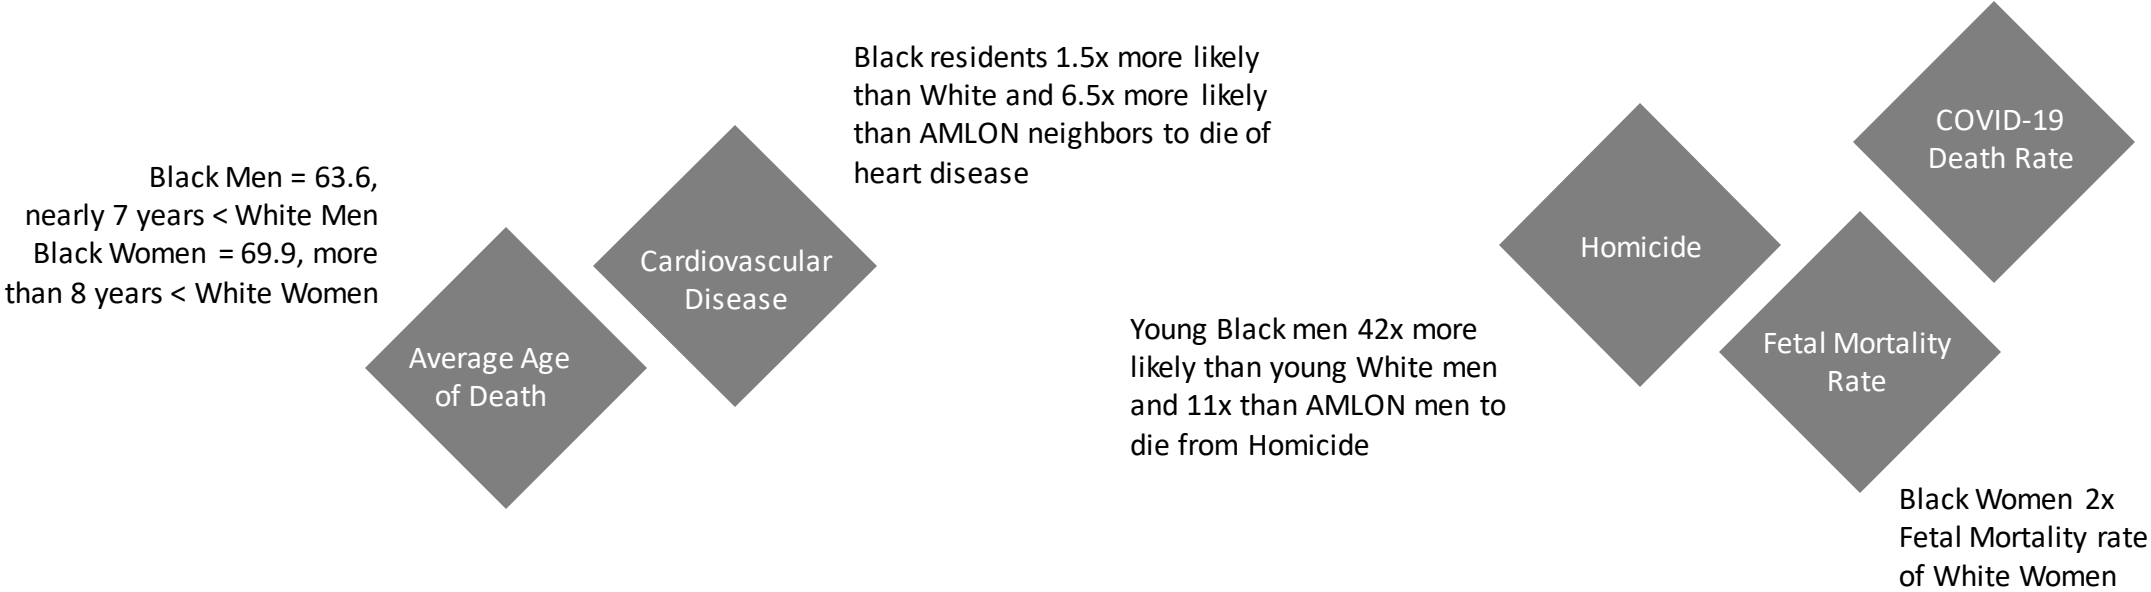 Black Men = 63.6,
nearly 7 years < White Men
Black Women = 69.9, more
than 8 years < White Women
Average Age
of Death
Cardiovascular
Disease
Black residents 1.5x more likely
than White and 6.5x more likely
than AMLON neighbors to die of
heart disease
Young Black men 42x more
likely than young White men
and 11x than AMLON men to
die from Homicide
Homicide
Fetal Mortality
Rate
Black Women 2x
Fetal Mortality rate
of White Women
COVID-19
Death Rate